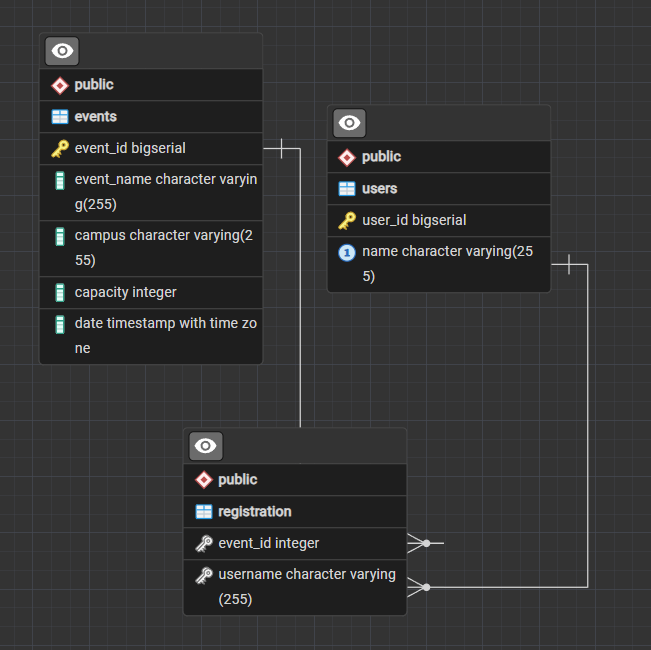 public
events
event_id bigserial
event_name character varyin
g(255)
campus character varying(2
55)
capacity integer
date timestamp with time zo
ne
public
users
user_id bigserial
1 name character varying(25
5)
public
registration
event_id integer
username character varying
(255)